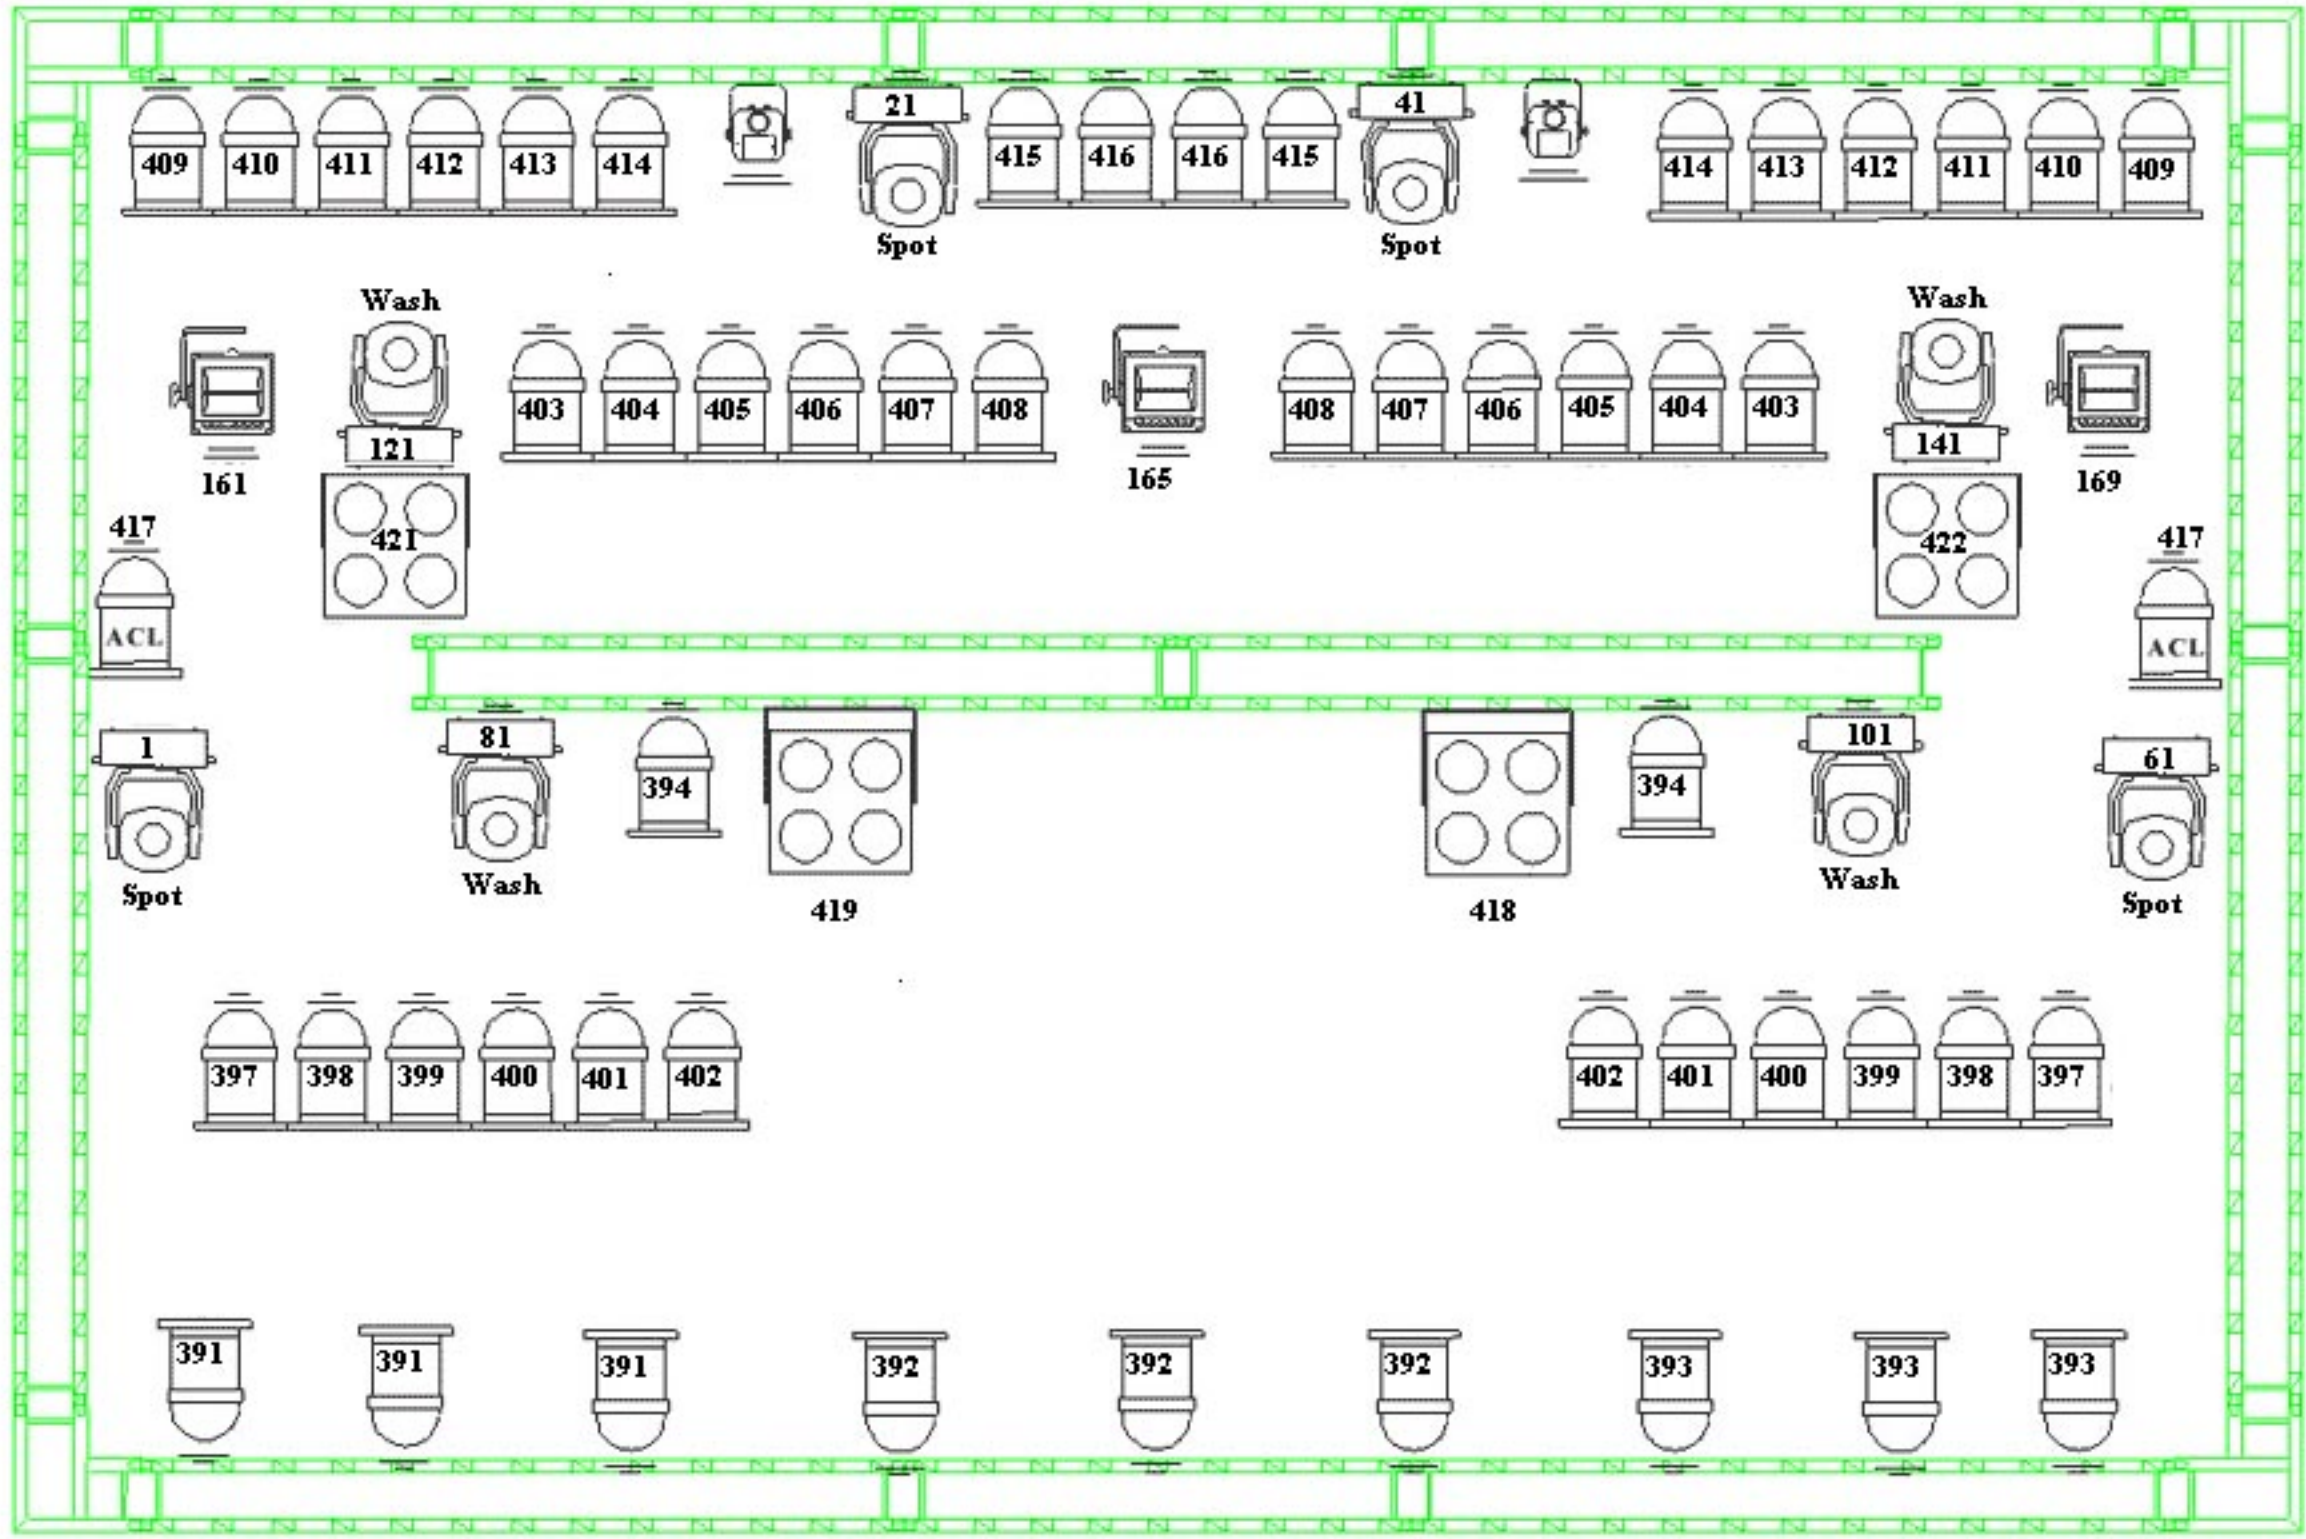 409 410 411 412 413 414 21 415 416 416 415 41 414 413 412 411 410 409
Spot Spot
Wash Wash
403 404 405 406 407 408 408 407 406 405 404 403
121 141
161 165 169
417 421 422 417
ACL ACL
1 81 101 61
394 394
Spot Wash Wash Spot
419 418
397 398 399 400 401 402 402 401 400 399 398 397
391 391 391 392 392 392 393 393 393